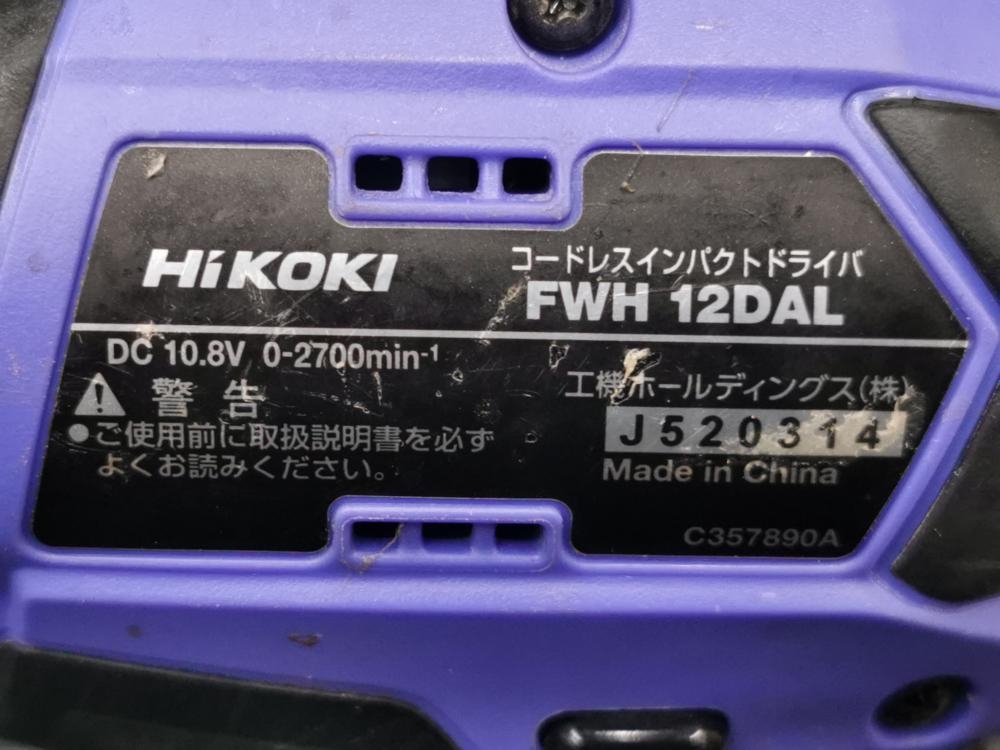 HiKOKI
コードレスインパクトドライバ
FWH 12DAL
DC 10.8V 0-2700min⁻¹
警告
●ご使用前に取扱説明書を必ず
よくお読みください。
工機ホールディングス(株)
J520314
Made in China
C357890A